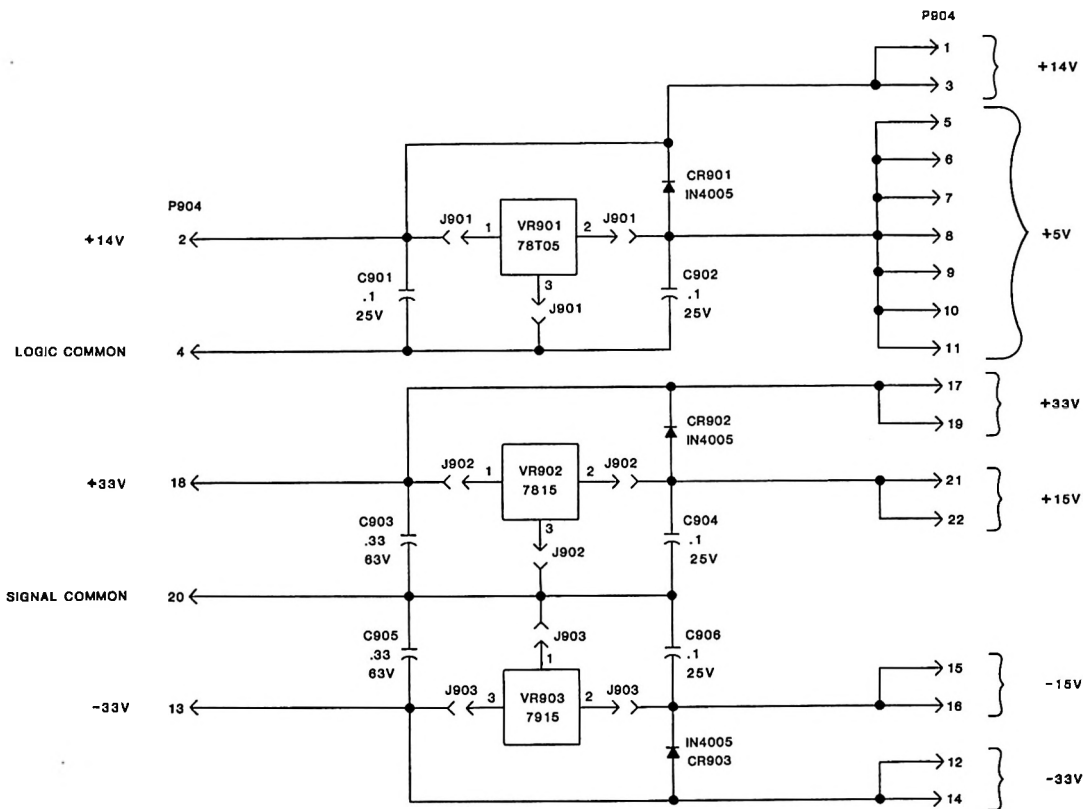 P904
1
+14V
3
5
6
CR901
IN4005
P904
7
J901
1
VR901
78T05
2
J901
+14V
2
8
+5V
C901
.1
25V
3
J901
C902
.1
25V
9
10
LOGIC COMMON
4
11
17
+33V
CR902
IN4005
19
J902
1
VR902
7815
2
J902
+33V
18
21
+15V
C903
.33
63V
3
J902
C904
.1
25V
22
SIGNAL COMMON
20
C905
.33
63V
J903
1
C906
.1
25V
15
-15V
J903
3
VR903
7915
2
J903
-33V
13
16
IN4005
CR903
12
-33V
14